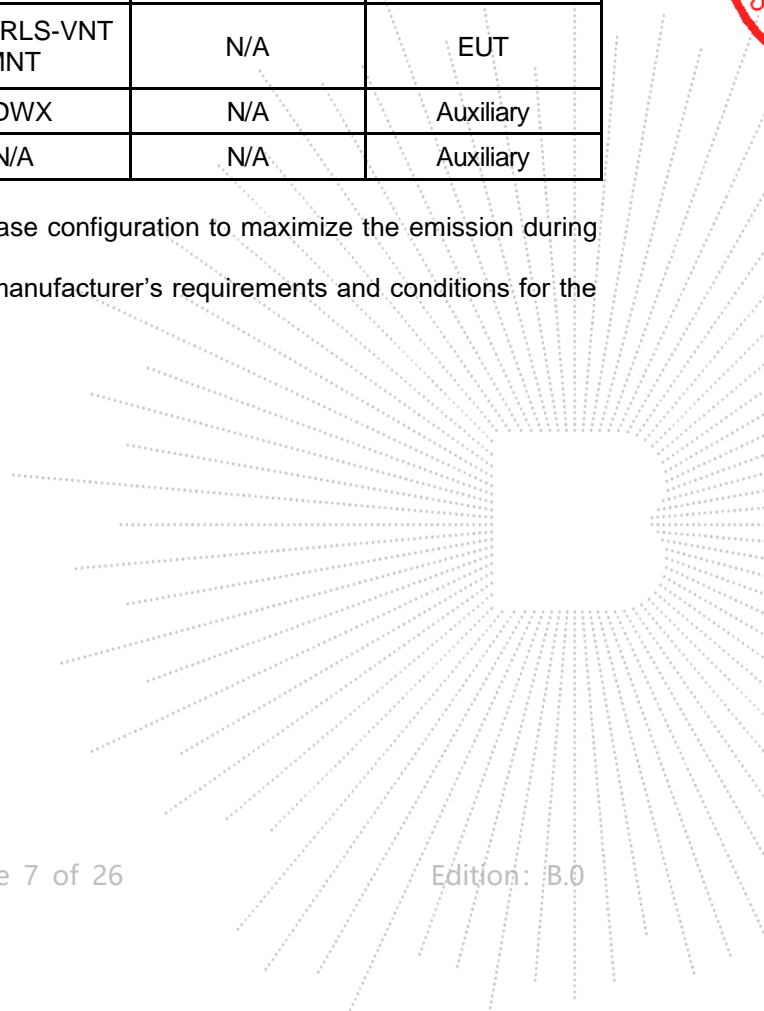 RLS-VNT
MNT N/A EUT
DWX N/A Auxiliary
N/A N/A Auxiliary
ase configuration to maximize the emission during
manufacturer's requirements and conditions for the
e 7 of 26 Edition: B.0